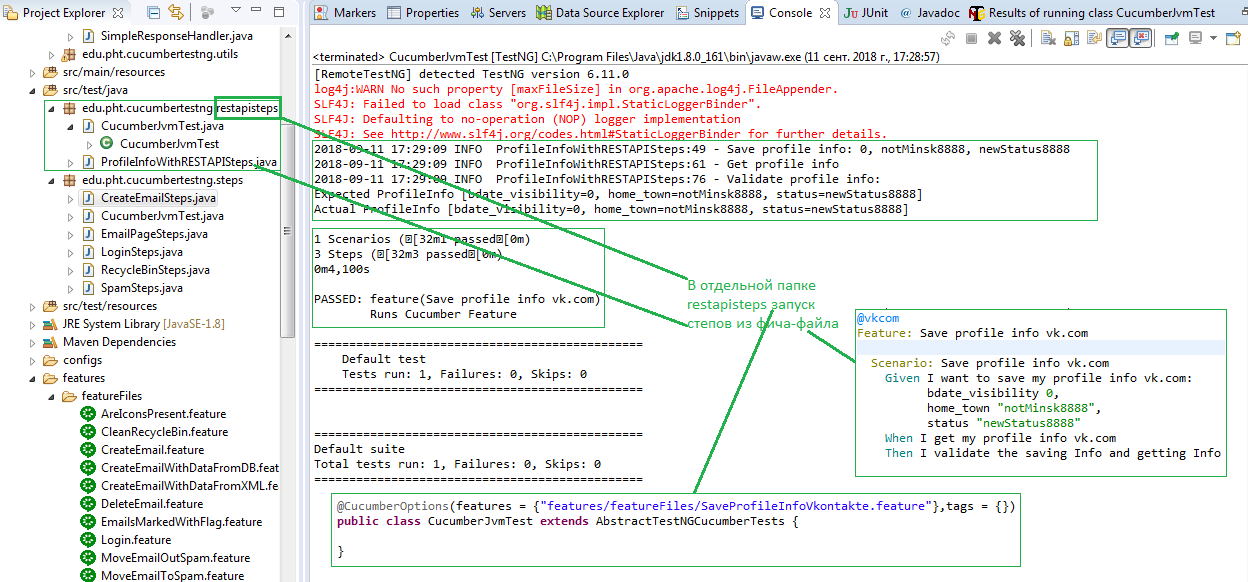 Project Explorer
Markers
Properties
Servers
Data Source Explorer
Snippets
Console
JUnit
Javadoc
Results of running class CucumberJvmTest
SimpleResponseHandler.java
edu.pht.cucumbertestng.utils
src/main/resources
src/test/java
edu.pht.cucumbertestng.restapisteps
CucumberJvmTest.java
CucumberJvmTest
ProfileInfoWithRESTAPISteps.java
edu.pht.cucumbertestng.steps
CreateEmailSteps.java
CucumberJvmTest.java
EmailPageSteps.java
LoginSteps.java
RecycleBinSteps.java
SpamSteps.java
src/test/resources
JRE System Library [JavaSE-1.8]
Maven Dependencies
configs
features
featureFiles
AreIconsPresent.feature
CleanRecycleBin.feature
CreateEmail.feature
CreateEmailWithDataFromDB.feat
CreateEmailWithDataFromXML.fe
DeleteEmail.feature
EmailsMarkedWithFlag.feature
Login.feature
MoveEmailOutSpam.feature
MoveEmailToSpam.feature
<terminated> CucumberJvmTest [TestNG] C:\Program Files\Java\jdk1.8.0_161\bin\javaw.exe (11 сент. 2018 г., 17:28:57)
[RemoteTestNG] detected TestNG version 6.11.0
log4j:WARN No such property [maxFileSize] in org.apache.log4j.FileAppender.
SLF4J: Failed to load class "org.slf4j.impl.StaticLoggerBinder".
SLF4J: Defaulting to no-operation (NOP) logger implementation
SLF4J: See http://www.slf4j.org/codes.html#StaticLoggerBinder for further details.
2018-09-11 17:29:09 INFO  ProfileInfoWithRESTAPISteps:49 - Save profile info: 0, notMinsk8888, newStatus8888
2018-09-11 17:29:09 INFO  ProfileInfoWithRESTAPISteps:61 - Get profile info
2018-09-11 17:29:09 INFO  ProfileInfoWithRESTAPISteps:76 - Validate profile info:
Expected ProfileInfo [bdate_visibility=0, home_town=notMinsk8888, status=newStatus8888]
Actual ProfileInfo [bdate_visibility=0, home_town=notMinsk8888, status=newStatus8888]
1 Scenarios ([32m1 passed[0m)
3 Steps ([32m3 passed[0m)
0m4,100s
PASSED: feature(Save profile info vk.com)
Runs Cucumber Feature
===============================================
Default test
Tests run: 1, Failures: 0, Skips: 0
===============================================
===============================================
Default suite
Total tests run: 1, Failures: 0, Skips: 0
===============================================
В отдельной папке
restapisteps запуск
степов из фича-файла
@vkcom
Feature: Save profile info vk.com
Scenario: Save profile info vk.com
Given I want to save my profile info vk.com:
bdate_visibility 0,
home_town "notMinsk8888",
status "newStatus8888"
When I get my profile info vk.com
Then I validate the saving Info and getting Info
@CucumberOptions(features = {"features/featureFiles/SaveProfileInfoVkontakte.feature"},tags = {})
public class CucumberJvmTest extends AbstractTestNGCucumberTests {
}